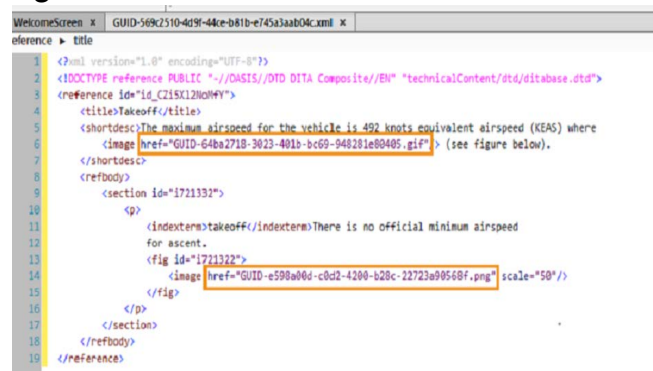 WelcomeScreen x GUID-569c2510-4d9f-44ce-b81b-e745a3aab04c.xml x
eference ▸ title
1 <?xml version="1.0" encoding="UTF-8"?>
2 <!DOCTYPE reference PUBLIC "-//OASIS//DTD DITA Composite//EN" "technicalContent/dtd/ditabase.dtd">
3 <reference id="id_CZi5X12NoMfY">
4 <title>Takeoff</title>
5 <shortdesc>The maximum airspeed for the vehicle is 492 knots equivalent airspeed (KEAS) where
6 <image href="GUID-64ba2718-3023-401b-bc69-948281e80405.gif"/> (see figure below).
7 </shortdesc>
8 <refbody>
9 <section id="i721332">
10 <p>
11 <indexterm>takeoff</indexterm>There is no official minimum airspeed
12 for ascent.
13 <fig id="i721322">
14 <image href="GUID-e598a00d-c0d2-4200-b28c-22723a90568f.png" scale="50"/>
15 </fig>
16 </p>
17 </section>
18 </refbody>
19 </reference>